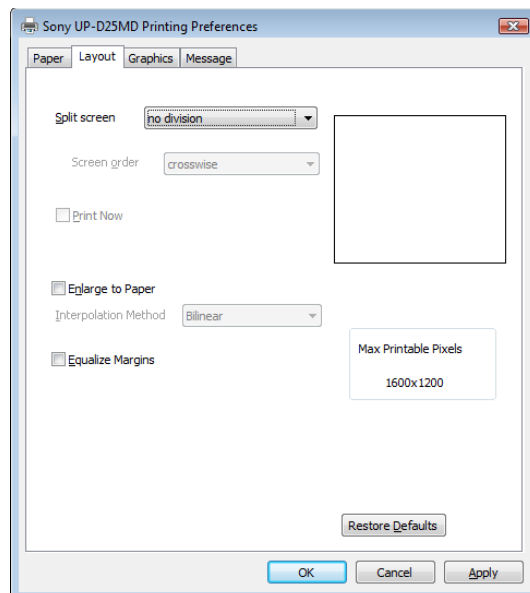 Sony UP-D25MD Printing Preferences
Paper Layout Graphics Message
Split screen no division
Screen order crosswise
Print Now
Enlarge to Paper
Interpolation Method Bilinear
Equalize Margins
Max Printable Pixels
1600x1200
Restore Defaults
OK Cancel Apply